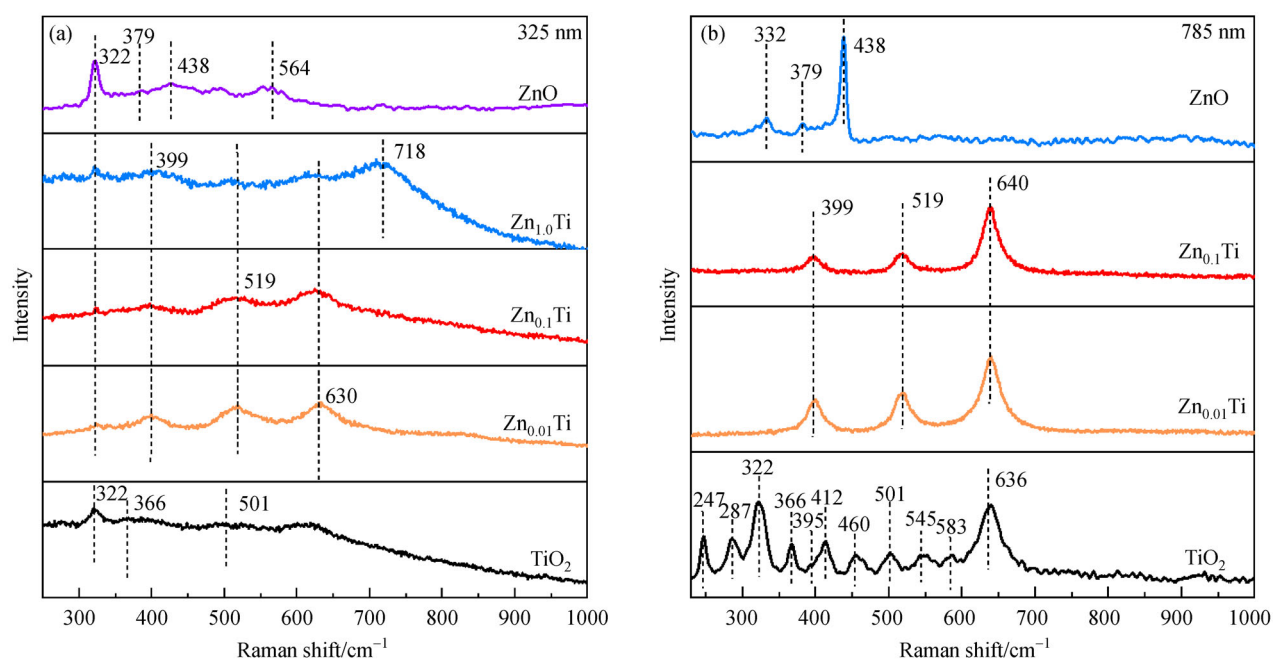 (a)
325 nm
379
322
438
564
ZnO
399
718
Zn1.0Ti
519
Zn0.1Ti
630
Zn0.01Ti
322
366
501
TiO2
Intensity
300 400 500 600 700 800 900 1000
Raman shift/cm−1
(b)
785 nm
332
438
379
ZnO
640
399
519
Zn0.1Ti
Zn0.01Ti
322
636
247
287
366
412
501
395
460
545
583
TiO2
Intensity
300 400 500 600 700 800 900 1000
Raman shift/cm−1